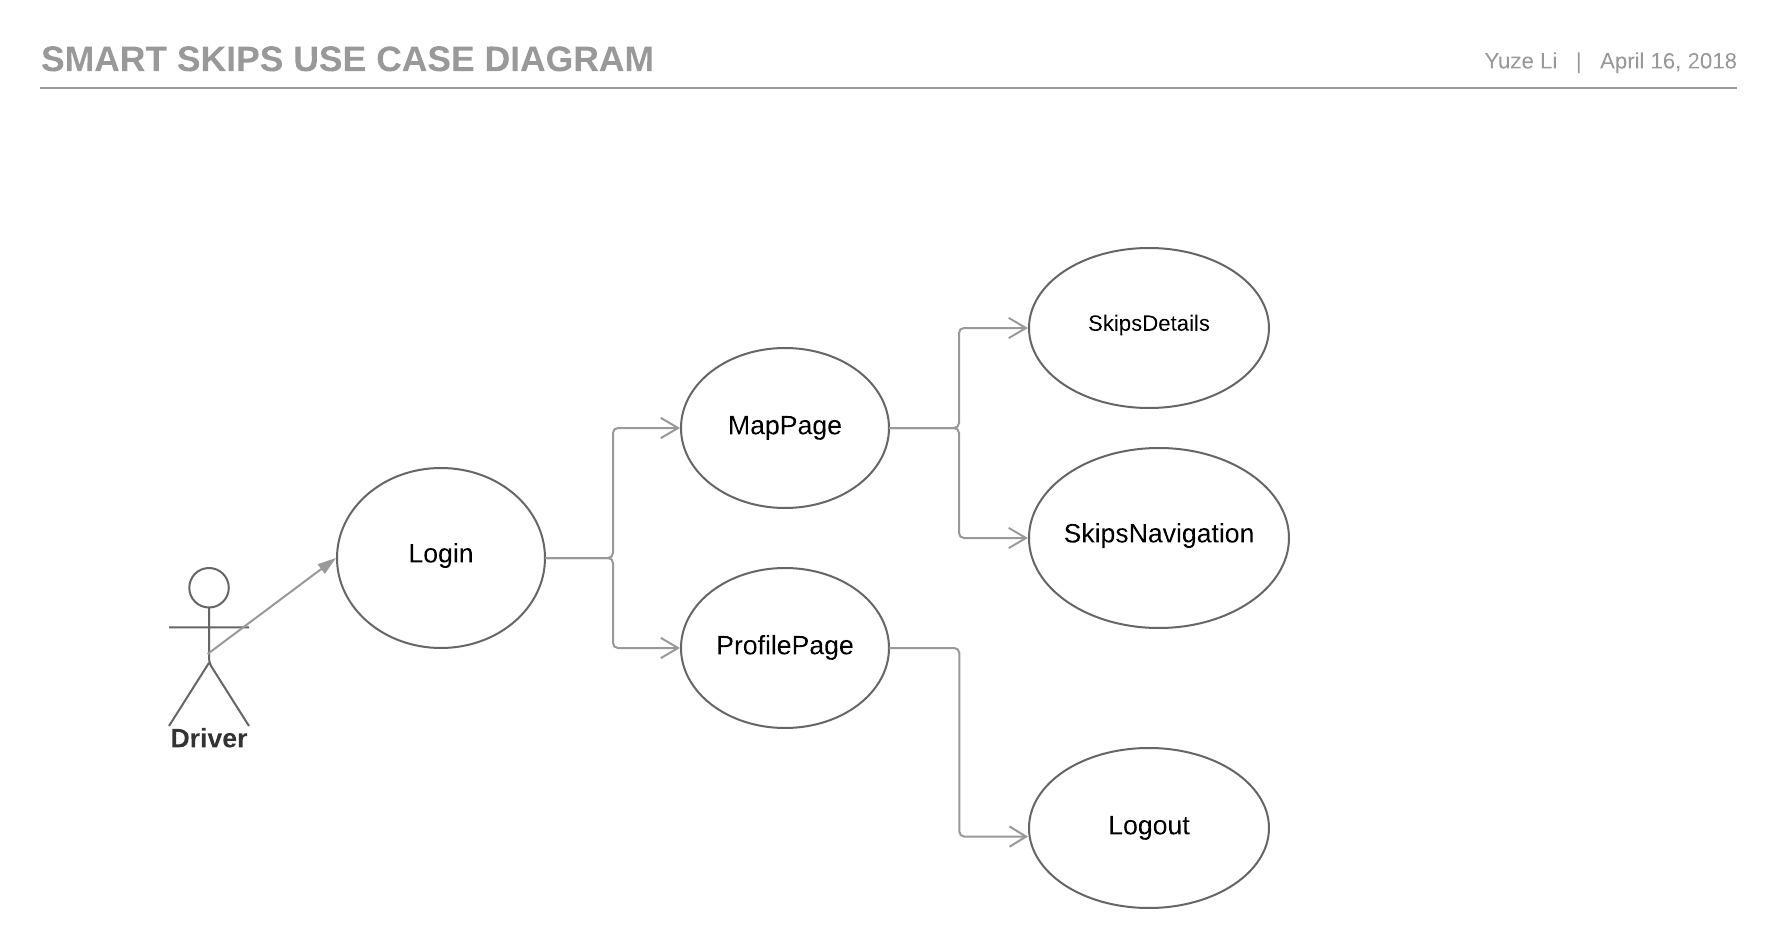 SMART SKIPS USE CASE DIAGRAM
Yuze Li | April 16, 2018
SkipsDetails
MapPage
SkipsNavigation
Login
ProfilePage
Driver
Logout